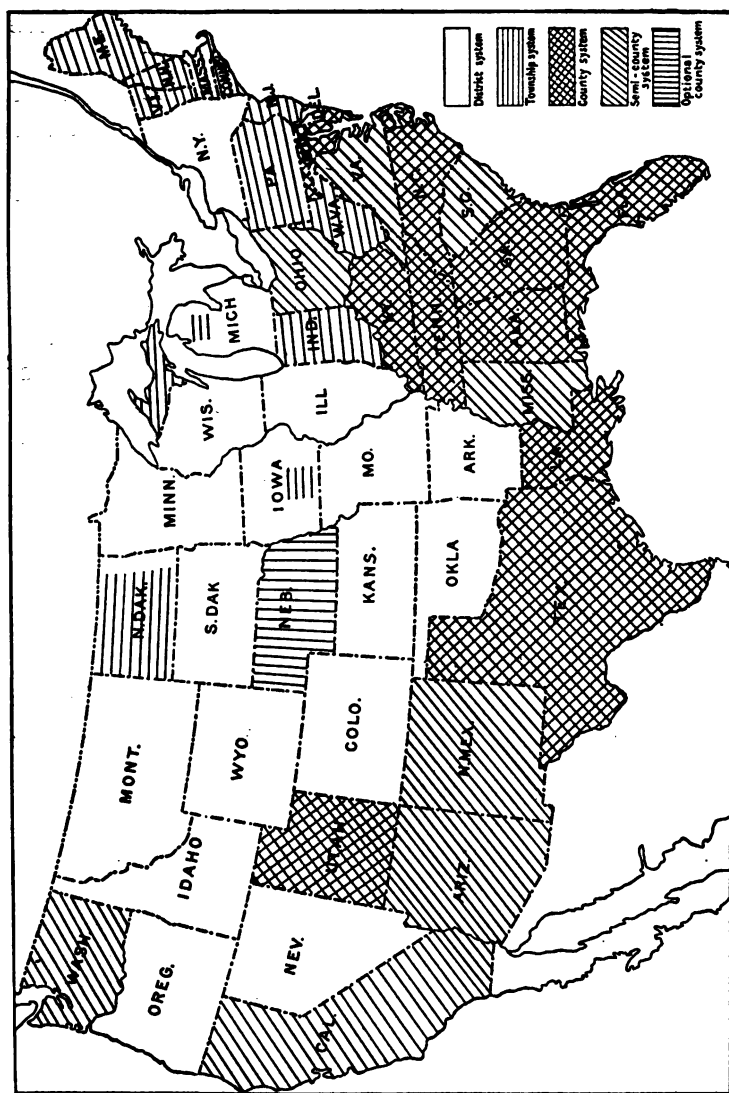 WASH.
OREG.
CAL.
NEV.
IDAHO
MONT.
WYO.
UTAH
COLO.
ARIZ.
N.MEX.
N.DAK.
S.DAK
NEB.
KANS.
OKLA
TEX.
MINN.
IOWA
MO.
ARK.
LA.
WIS.
ILL
MICH
IND.
OHIO
KY.
TENN.
MISS.
ALA.
GA.
FLA.
S.C.
N.C.
VA.
W.VA.
PA
N.Y.
N.J.
DEL.
VT.
N.H.
ME.
MASS.
CONN.
District system
Township system
County system
Semi-county
system
Optional
county system